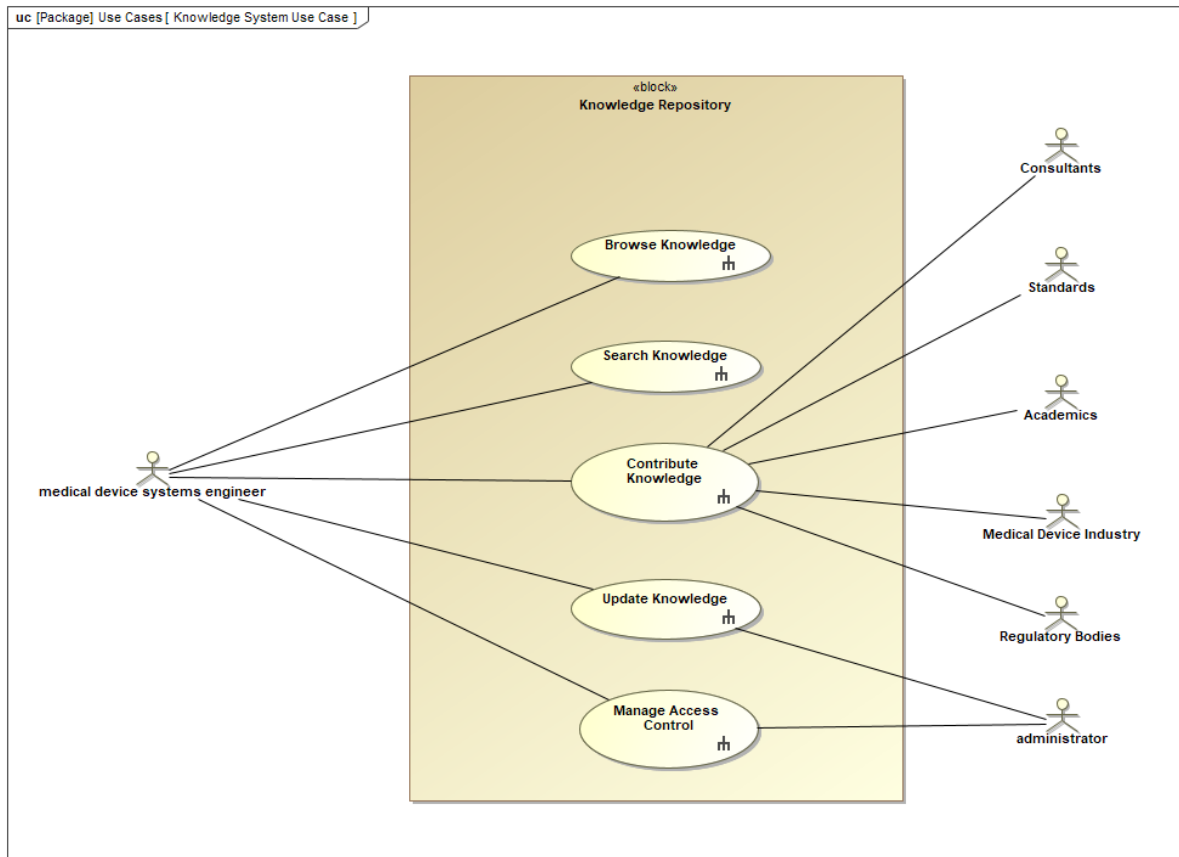 uc [Package] Use Cases [ Knowledge System Use Case ]
«block»
Knowledge Repository
Browse Knowledge
Search Knowledge
Contribute
Knowledge
Update Knowledge
Manage Access
Control
medical device systems engineer
Consultants
Standards
Academics
Medical Device Industry
Regulatory Bodies
administrator